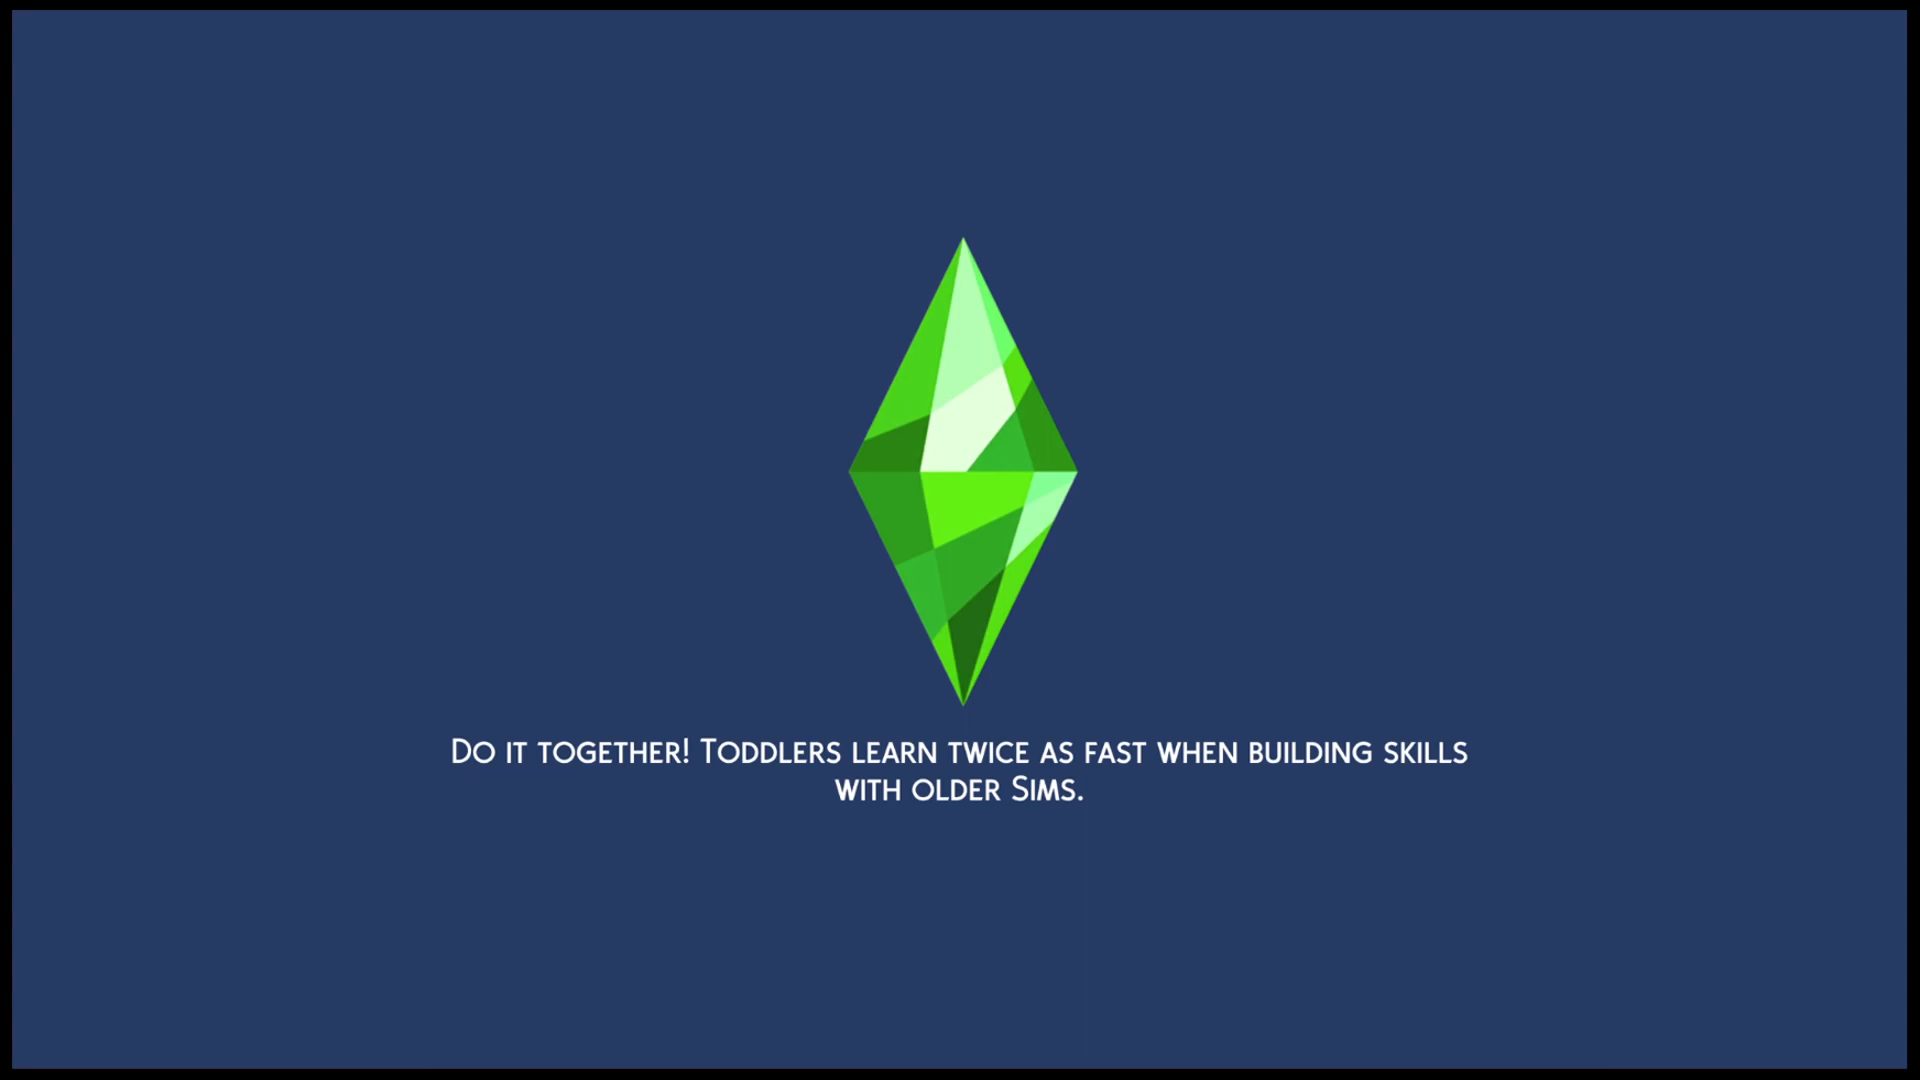 Do it together! Toddlers learn twice as fast when building skills
with older Sims.